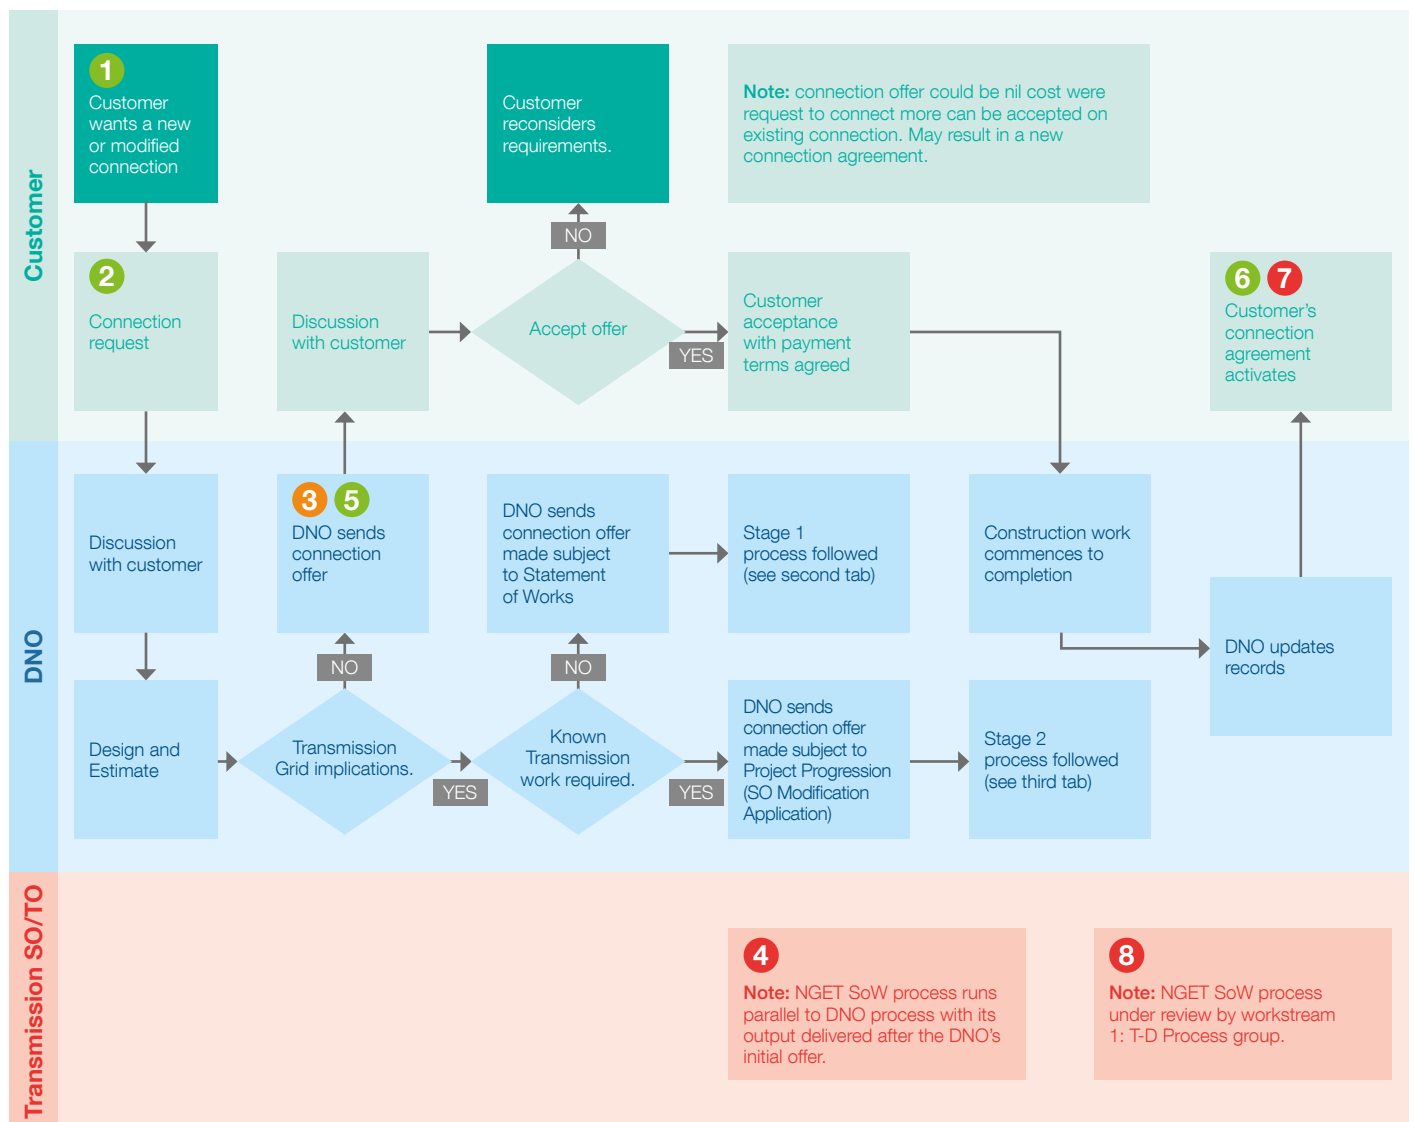 Customer
1
Customer
wants a new
or modified
connection
Customer
reconsiders
requirements.
Note: connection offer could be nil cost were
request to connect more can be accepted on
existing connection. May result in a new
connection agreement.
NO
2
Connection
request
Discussion
with customer
Accept offer
YES
Customer
acceptance
with payment
terms agreed
6 7
Customer’s
connection
agreement
activates
DNO
Discussion
with customer
3 5
DNO sends
connection
offer
DNO sends
connection offer
made subject
to Statement
of Works
Stage 1
process followed
(see second tab)
Construction work
commences to
completion
DNO updates
records
NO
NO
Design and
Estimate
Transmission
Grid implications.
YES
Known
Transmission
work required.
YES
DNO sends
connection offer
made subject to
Project Progression
(SO Modification
Application)
Stage 2
process followed
(see third tab)
Transmission SO/TO
4
Note: NGET SoW process runs
parallel to DNO process with its
output delivered after the DNO’s
initial offer.
8
Note: NGET SoW process
under review by workstream
1: T-D Process group.